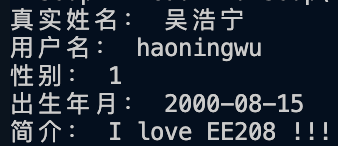 真实姓名： 吴浩宁
用户名： haoningwu
性别： 1
出生年月： 2000-08-15
简介： I love EE208 !!!